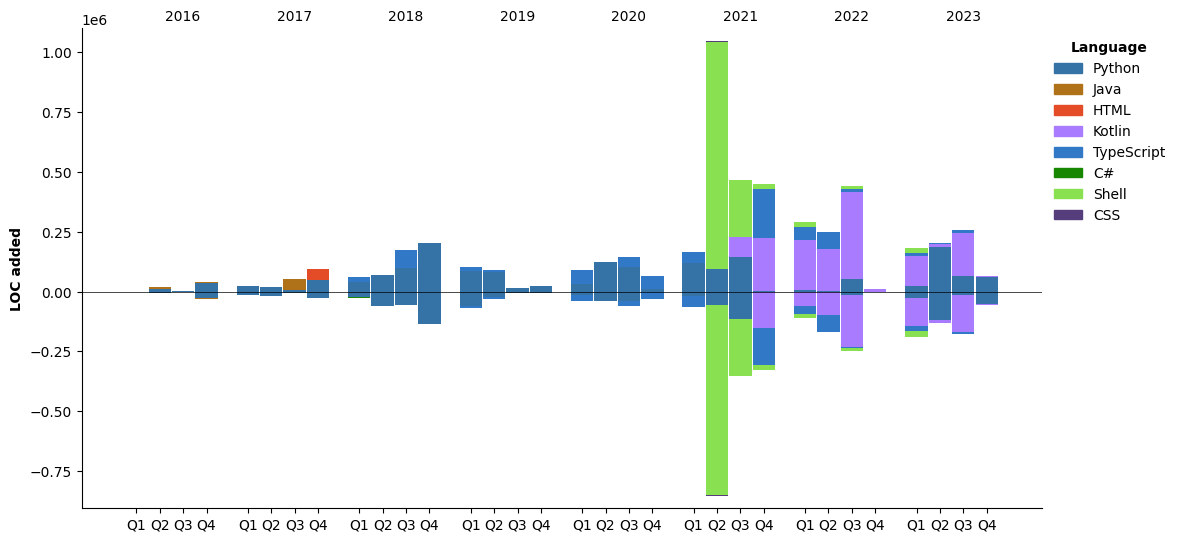 1e6
2016 2017 2018 2019 2020 2021 2022 2023
LOC added
1.00
0.75
0.50
0.25
0.00
−0.25
−0.50
−0.75
Q1 Q2 Q3 Q4 Q1 Q2 Q3 Q4 Q1 Q2 Q3 Q4 Q1 Q2 Q3 Q4 Q1 Q2 Q3 Q4 Q1 Q2 Q3 Q4 Q1 Q2 Q3 Q4 Q1 Q2 Q3 Q4
Language
Python
Java
HTML
Kotlin
TypeScript
C#
Shell
CSS